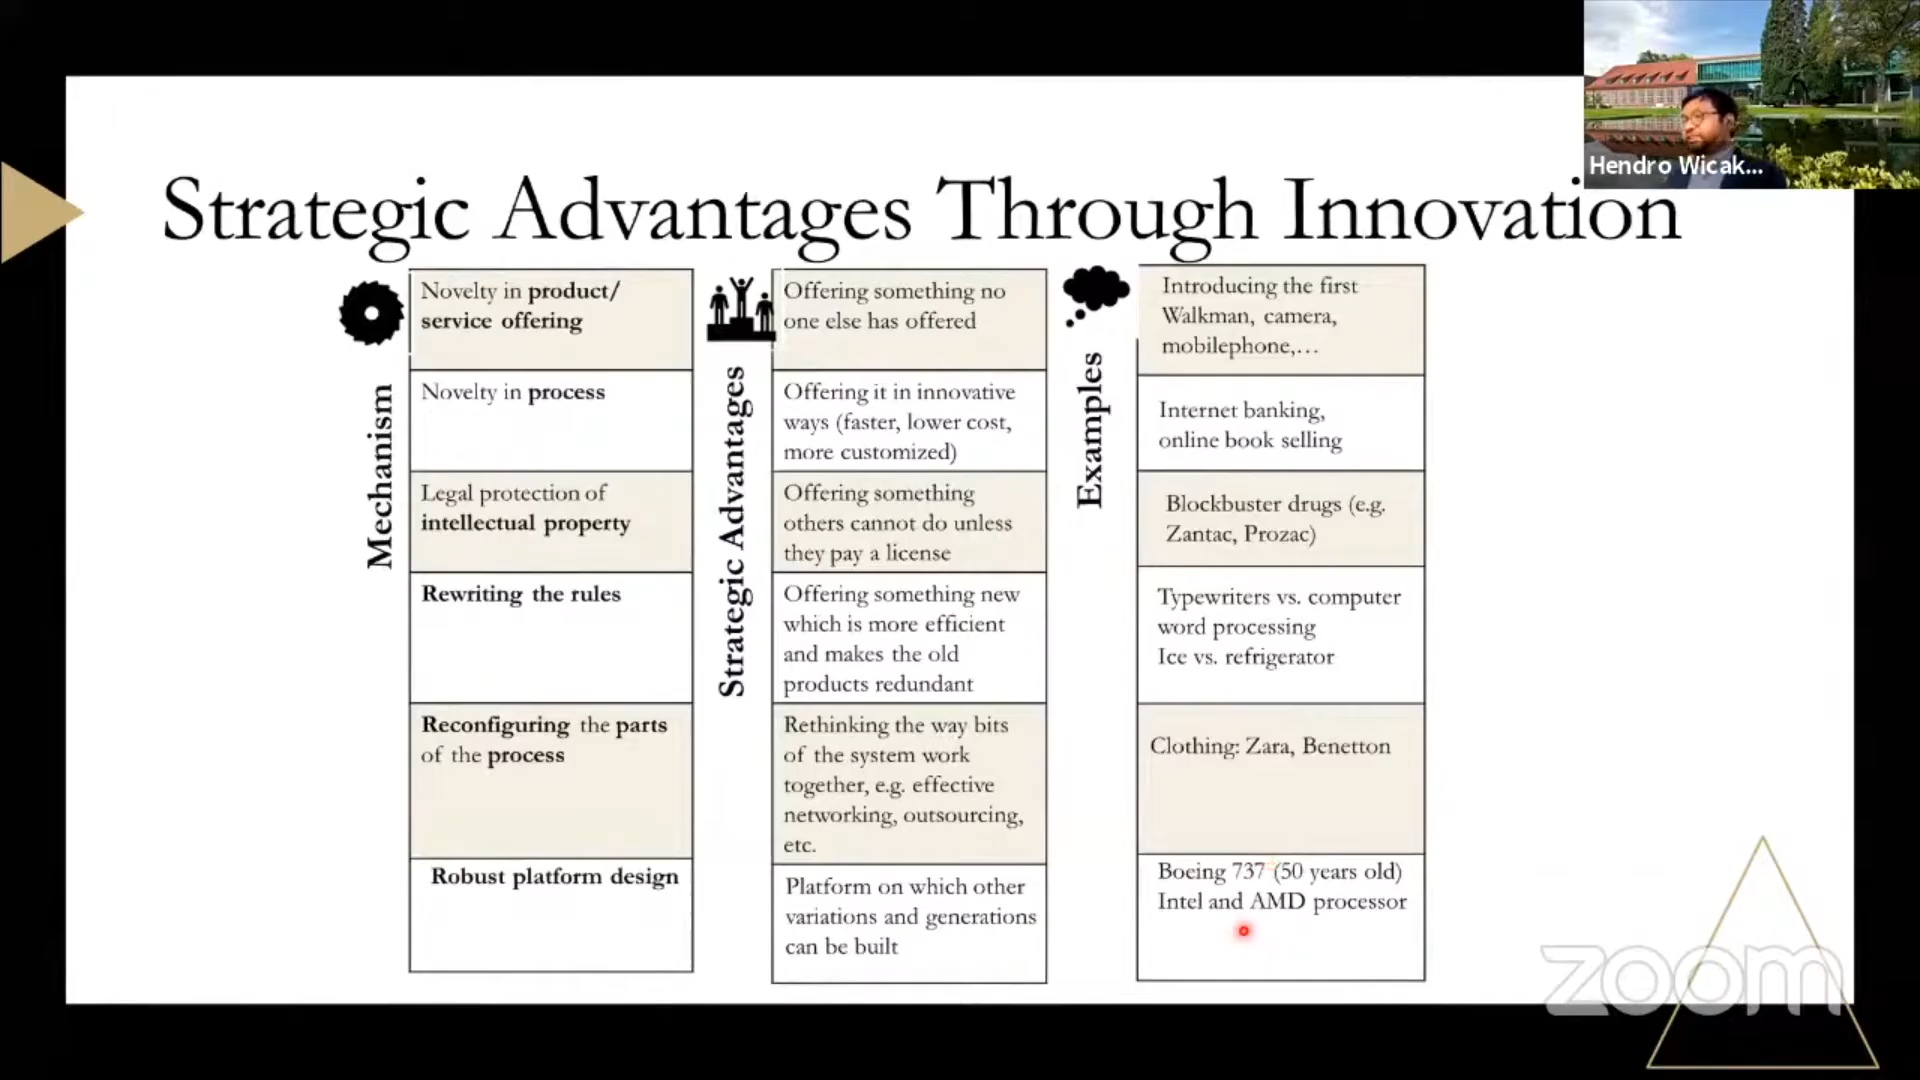 Hendro Wicak...
Strategic Advantages Through Innovation
Mechanism
Novelty in product/
service offering
Novelty in process
Legal protection of
intellectual property
Rewriting the rules
Reconfiguring the parts
of the process
Robust platform design
Strategic Advantages
Offering something no
one else has offered
Offering it in innovative
ways (faster, lower cost,
more customized)
Offering something
others cannot do unless
they pay a license
Offering something new
which is more efficient
and makes the old
products redundant
Rethinking the way bits
of the system work
together, e.g. effective
networking, outsourcing,
etc.
Platform on which other
variations and generations
can be built
Examples
Introducing the first
Walkman, camera,
mobilephone,...
Internet banking,
online book selling
Blockbuster drugs (e.g.
Zantac, Prozac)
Typewriters vs. computer
word processing
Ice vs. refrigerator
Clothing: Zara, Benetton
Boeing 737 (50 years old)
Intel and AMD processor
zoom